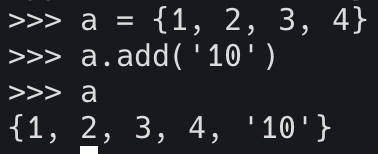 >>> a = {1, 2, 3, 4}
>>> a.add('10')
>>> a
{1, 2, 3, 4, '10'}